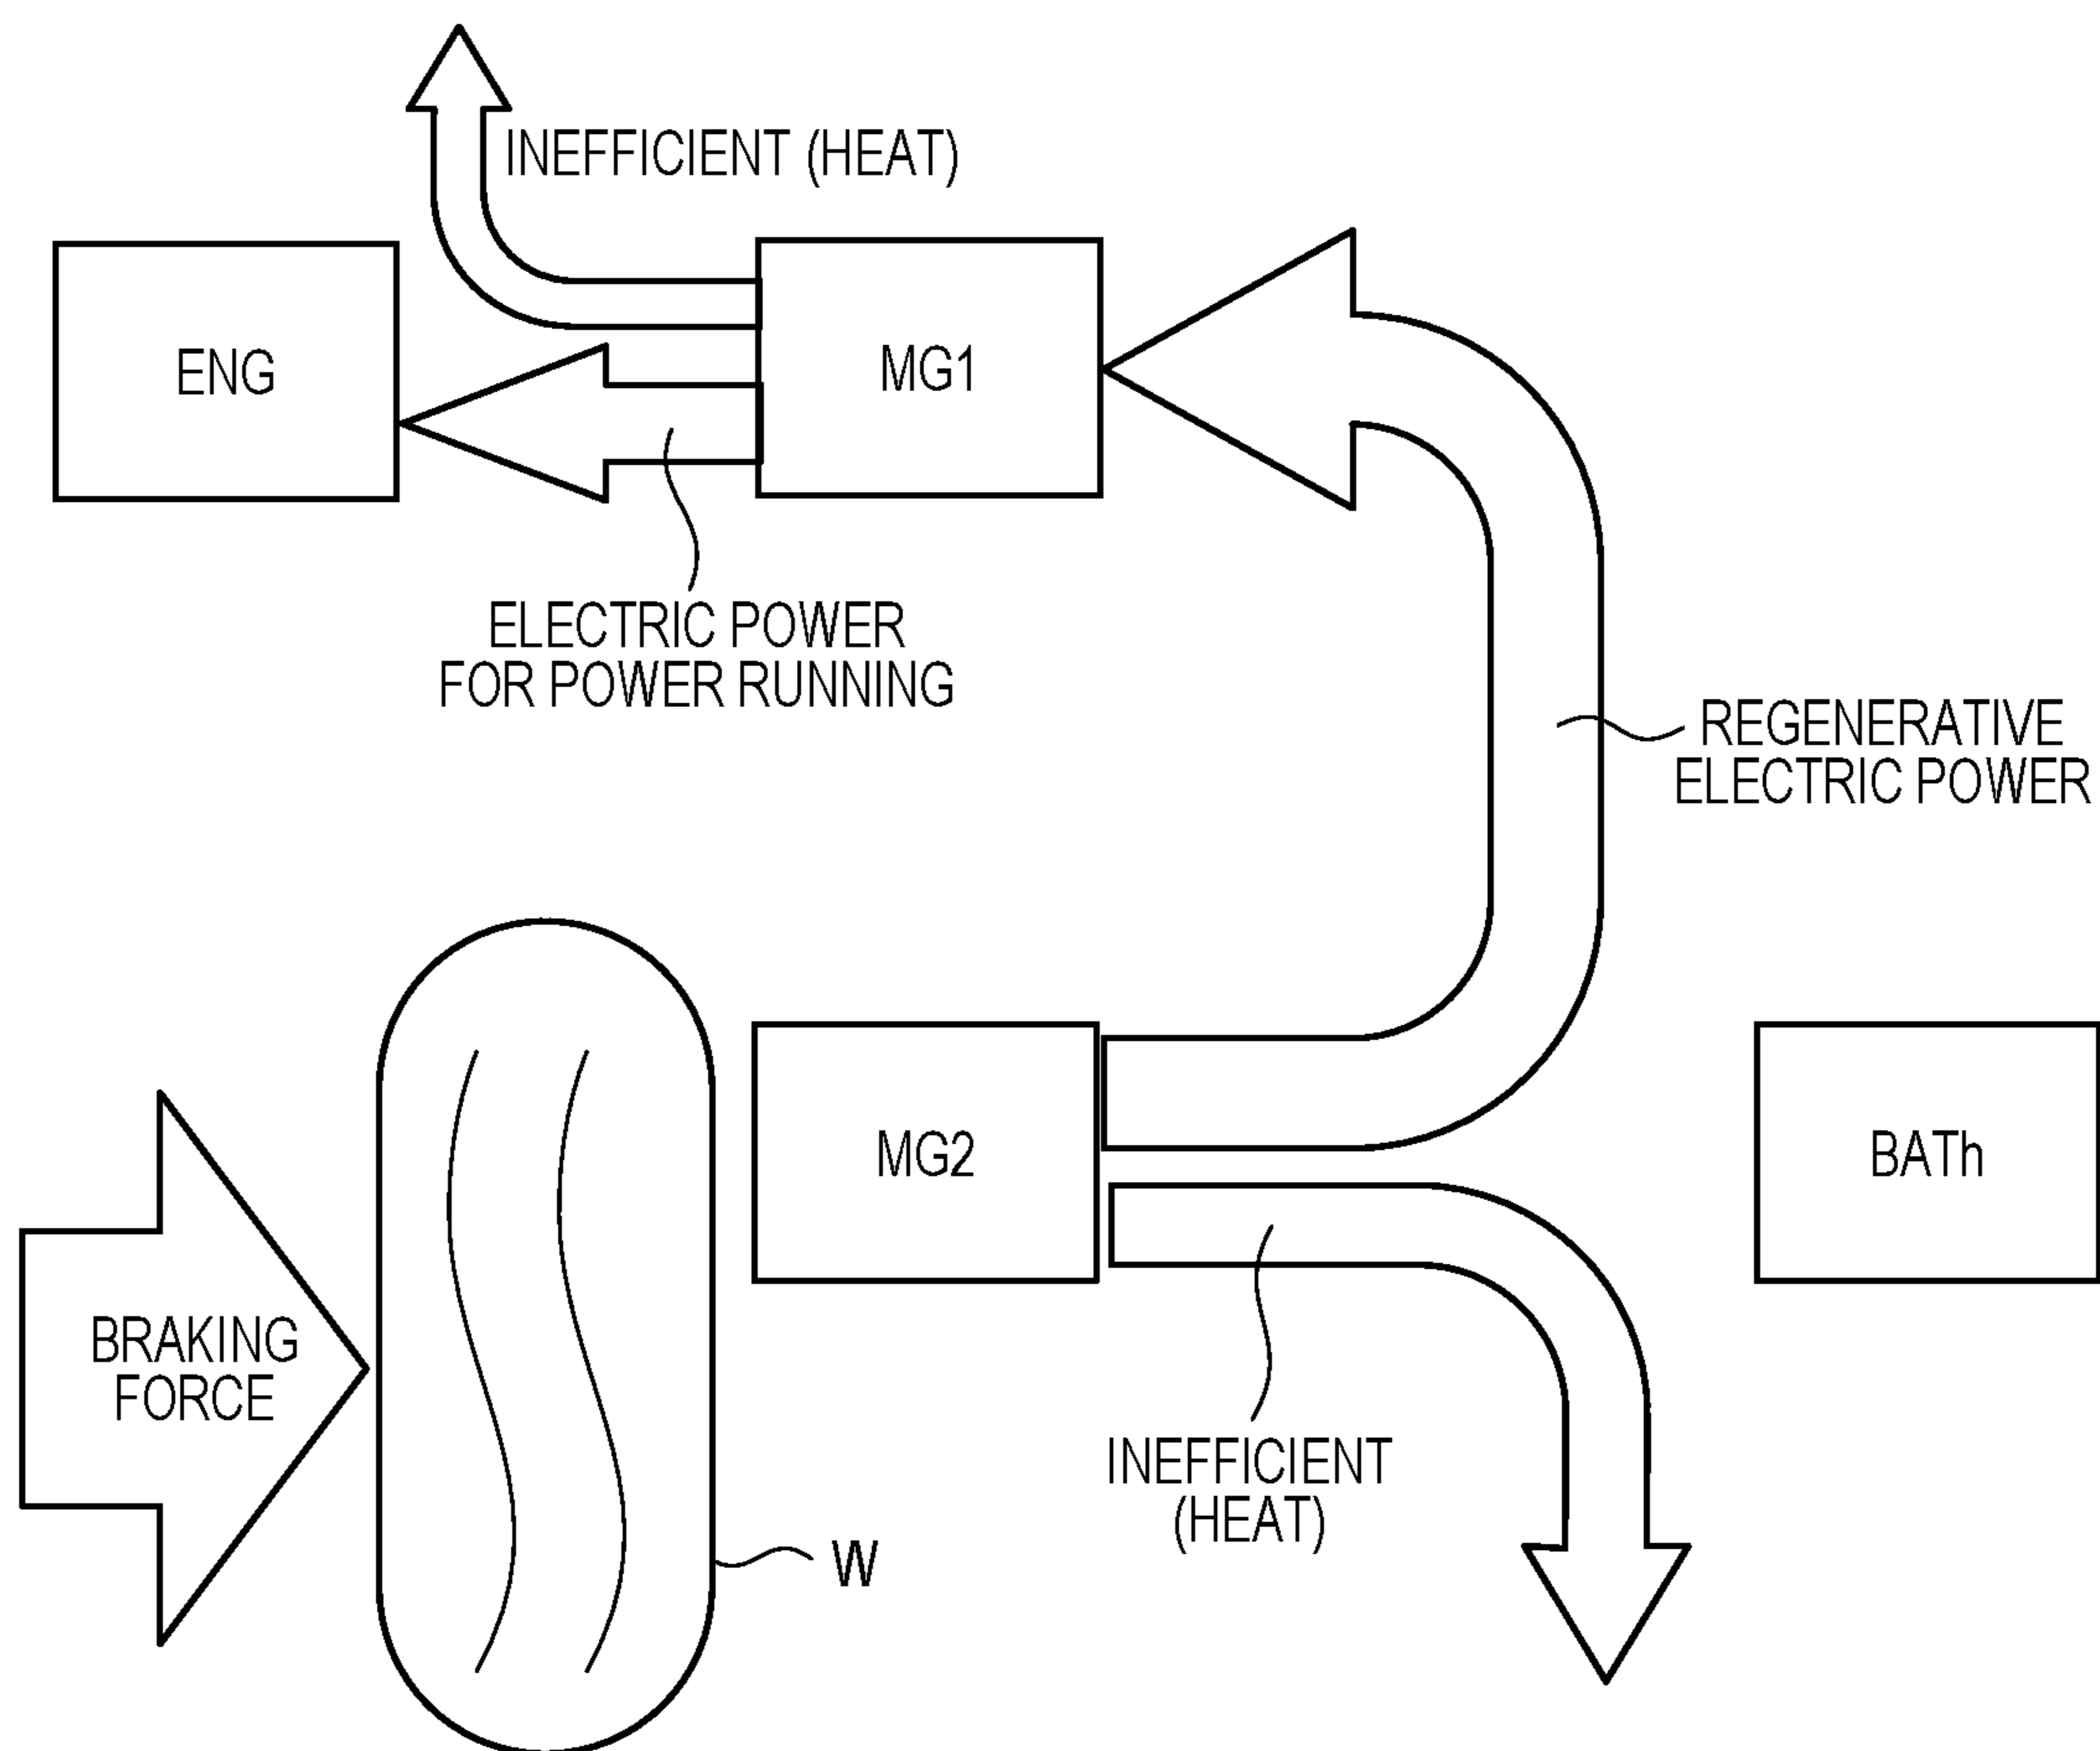 INEFFICIENT (HEAT)
ENG
MG1
ELECTRIC POWER
FOR POWER RUNNING
REGENERATIVE
ELECTRIC POWER
MG2
BATh
BRAKING
FORCE
INEFFICIENT
(HEAT)
W